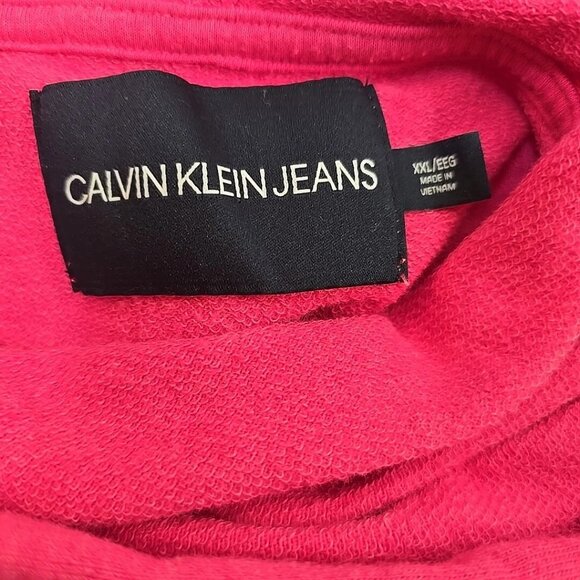 CALVIN KLEIN JEANS
XXL/EEG
MADE IN
VIETNAM